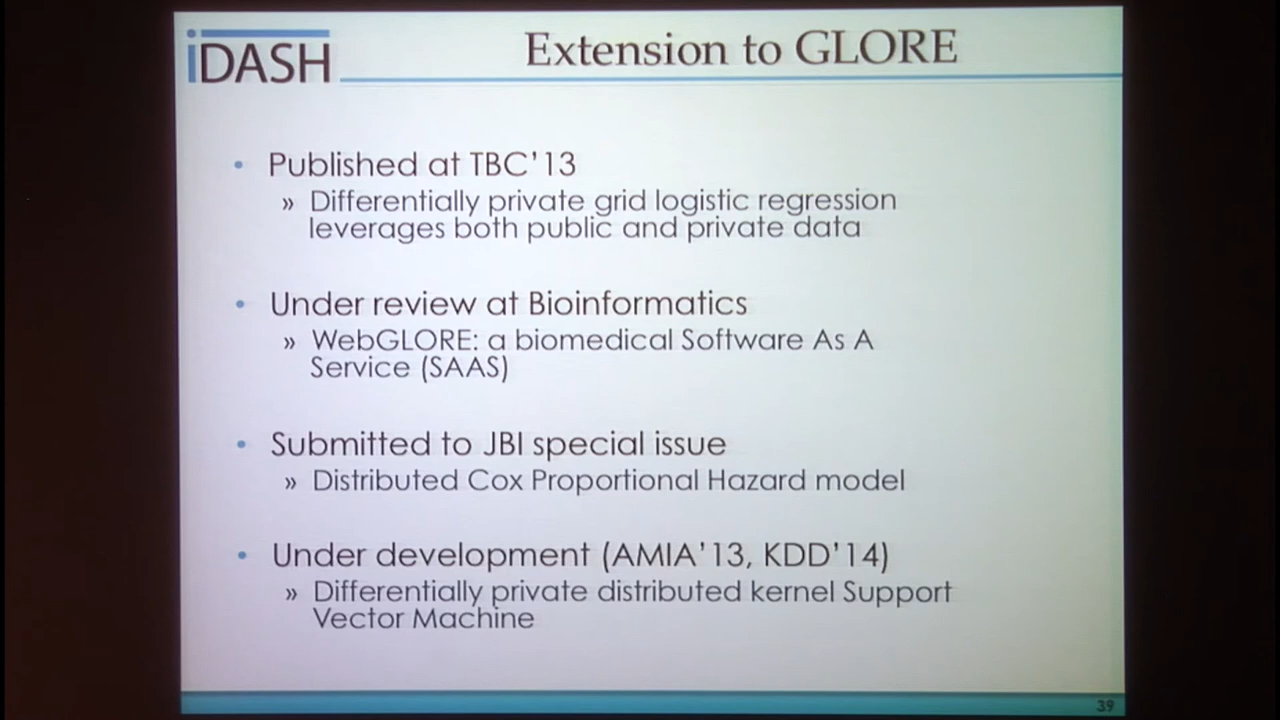 iDASH
Extension to GLORE
• Published at TBC'13
» Differentially private grid logistic regression
leverages both public and private data
• Under review at Bioinformatics
» WebGLORE: a biomedical Software As A
Service (SAAS)
• Submitted to JBI special issue
» Distributed Cox Proportional Hazard model
• Under development (AMIA'13, KDD'14)
» Differentially private distributed kernel Support
Vector Machine
39